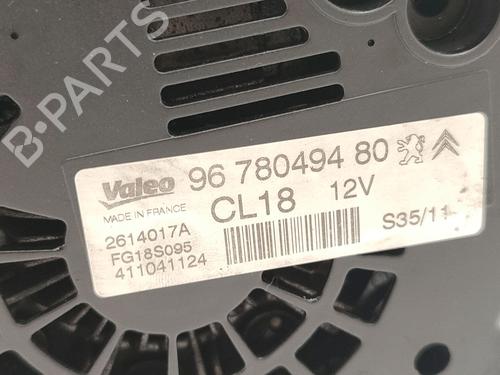 B-PARTS
Valeo 96 780494 80
MADE IN FRANCE CL18 12V
2614017A
FG18S095
411041124
S35/11